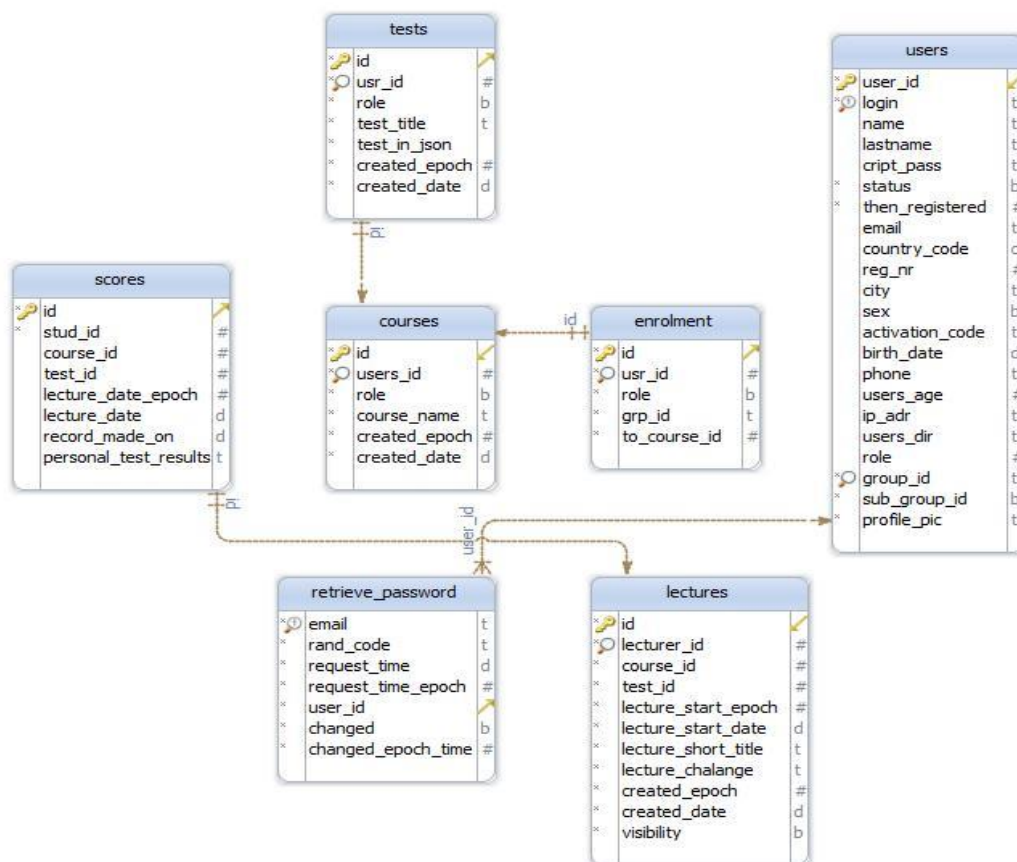 tests
id
usr_id #
role b
test_title t
test_in_json
created_epoch #
created_date d
users
user_id
login t
name t
lastname t
cript_pass t
status b
then_registered #
email t
country_code c
reg_nr #
city t
sex b
activation_code t
birth_date d
phone t
users_age #
ip_adr t
users_dir t
role #
group_id t
sub_group_id b
profile_pic t
id
scores
id
stud_id #
course_id #
test_id #
lecture_date_epoch #
lecture_date d
record_made_on d
personal_test_results t
courses
id
users_id #
role b
course_name t
created_epoch #
created_date d
id
enrolment
id
usr_id #
role b
grp_id t
to_course_id #
id
user_id
retrieve_password
email t
rand_code t
request_time d
request_time_epoch #
user_id
changed b
changed_epoch_time #
lectures
id
lecturer_id #
course_id #
test_id #
lecture_start_epoch #
lecture_start_date d
lecture_short_title t
lecture_chalange t
created_epoch #
created_date d
visibility b